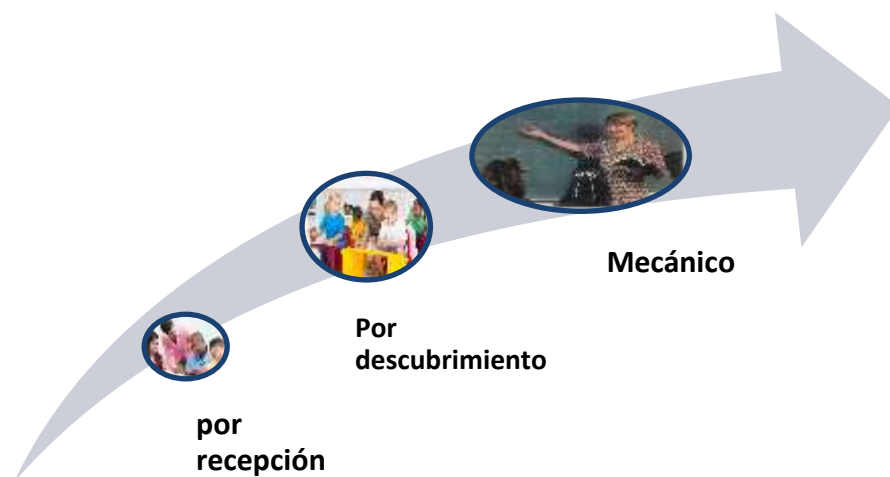 Mecánico
Por
descubrimiento
por
recepción